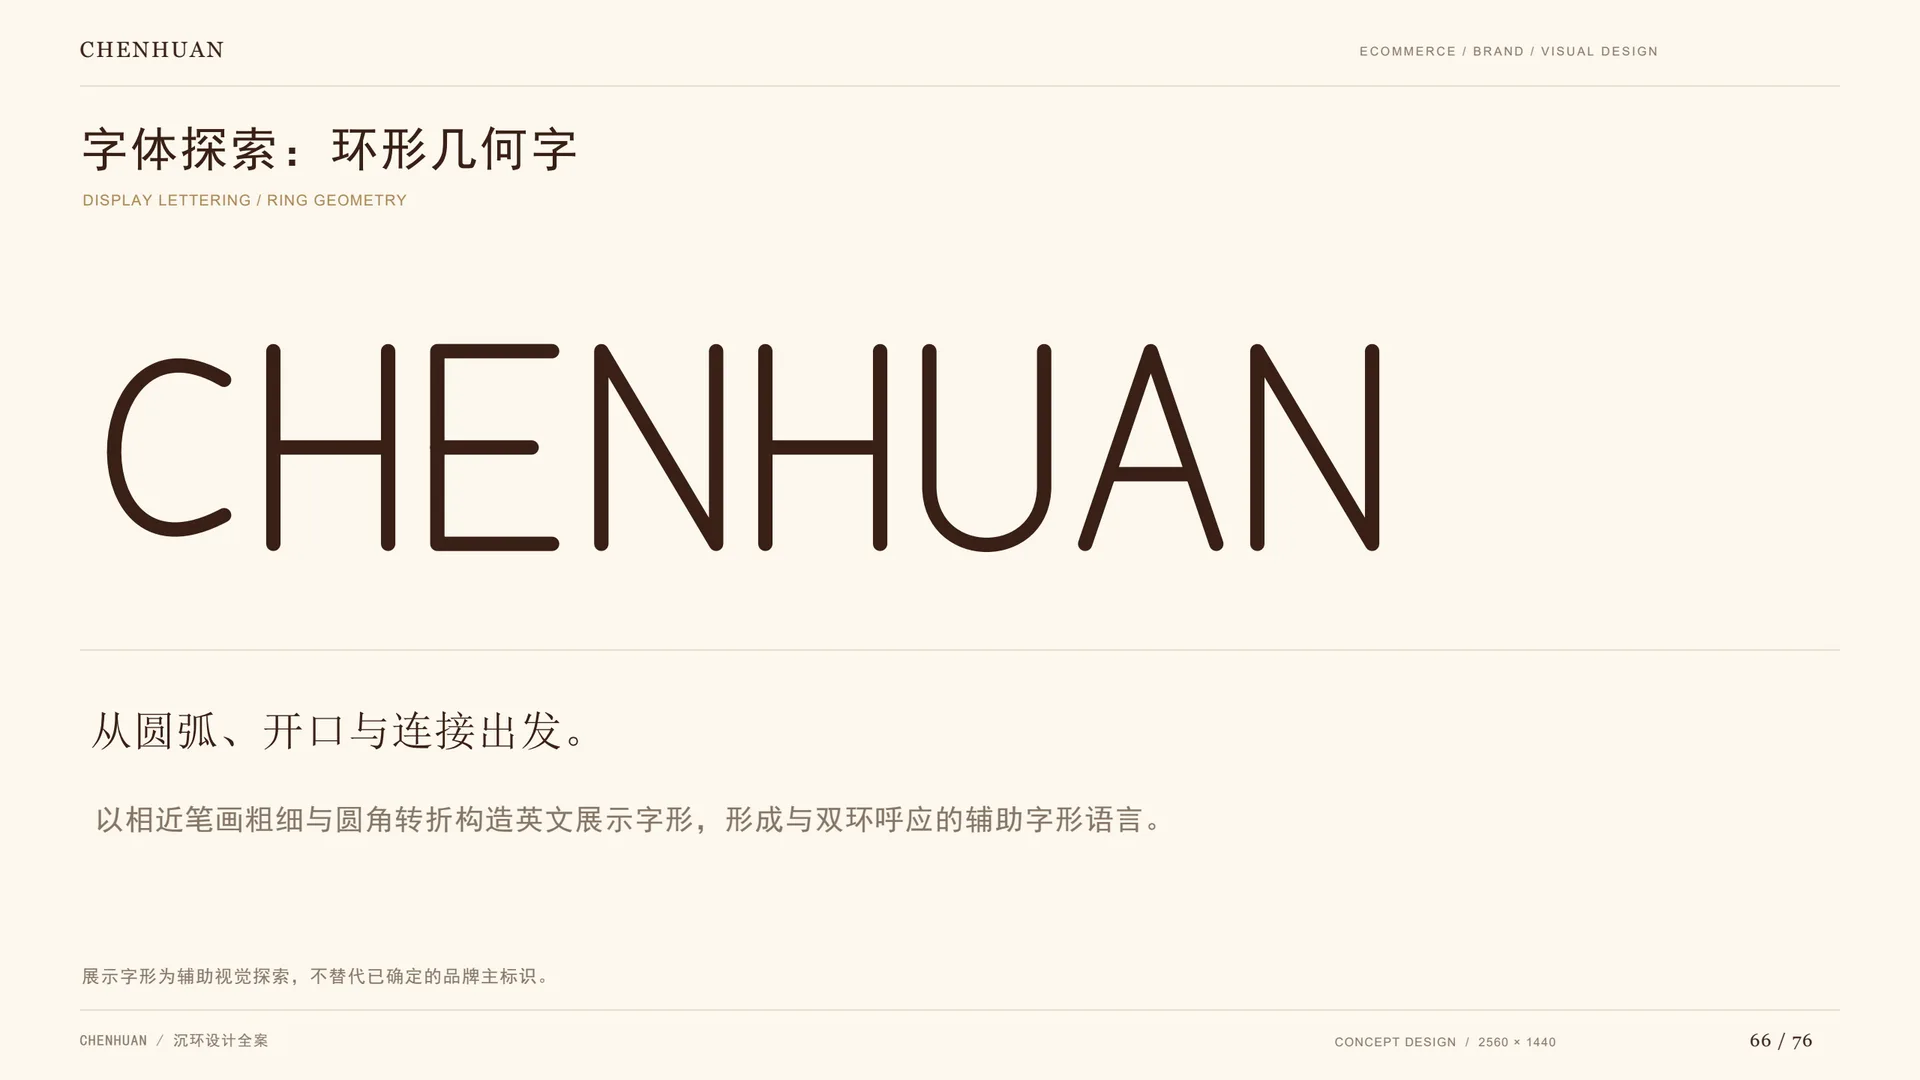 CHENHUAN
ECOMMERCE / BRAND / VISUAL DESIGN
字体探索：环形几何字
DISPLAY LETTERING / RING GEOMETRY
CHENHUAN
从圆弧、开口与连接出发。
以相近笔画粗细与圆角转折构造英文展示字形，形成与双环呼应的辅助字形语言。
展示字形为辅助视觉探索，不替代已确定的品牌主标识。
CHENHUAN / 沉环设计全案
CONCEPT DESIGN / 2560 × 1440
66 / 76